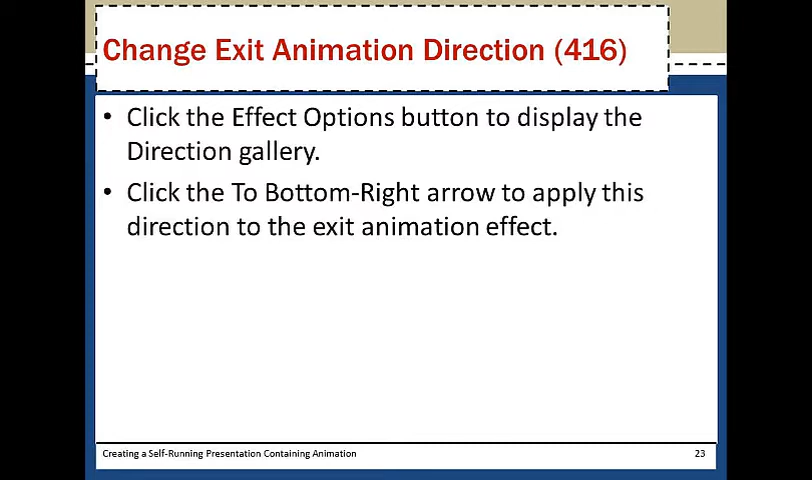 Change Exit Animation Direction (416)
• Click the Effect Options button to display the
Direction gallery.
• Click the To Bottom-Right arrow to apply this
direction to the exit animation effect.
Creating a Self-Running Presentation Containing Animation
23